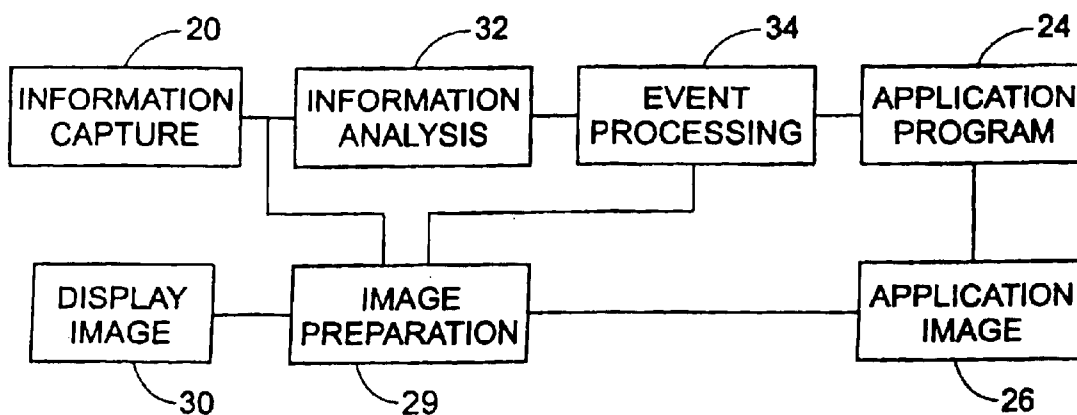 20
32
34
24
INFORMATION
CAPTURE
INFORMATION
ANALYSIS
EVENT
PROCESSING
APPLICATION
PROGRAM
DISPLAY
IMAGE
IMAGE
PREPARATION
APPLICATION
IMAGE
30
29
26